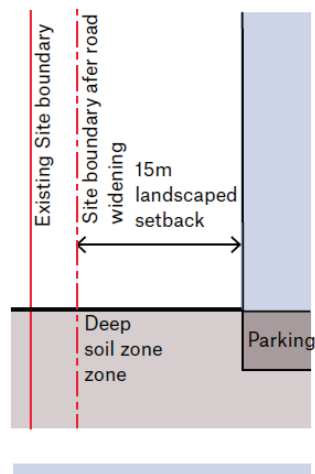 Existing Site boundary
Site boundary afer road
widening
15m
landscaped
setback
Deep
soil zone
zone
Parking